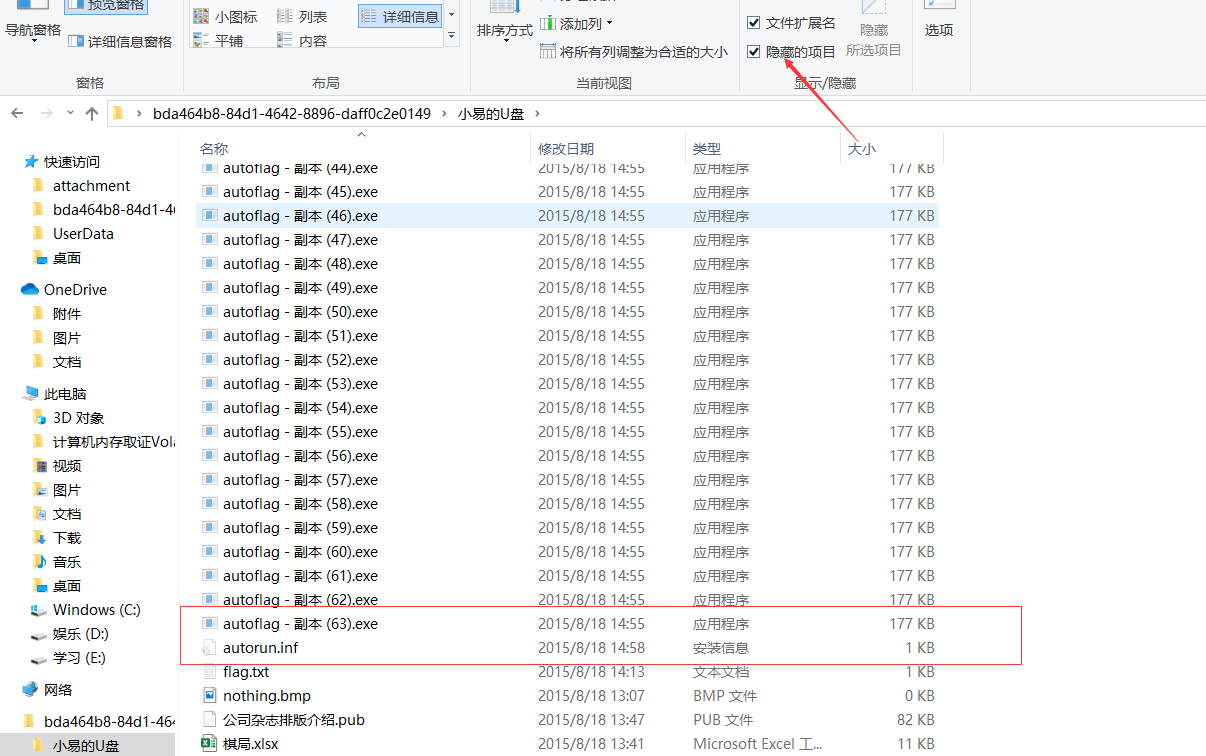 预览窗格
导航窗格
详细信息窗格
窗格
小图标
列表
详细信息
平铺
内容
布局
排序方式
添加列
将所有列调整为合适的大小
当前视图
文件扩展名
隐藏的项目
隐藏
所选项目
显示/隐藏
选项
bda464b8-84d1-4642-8896-daff0c2e0149 > 小易的U盘 >
名称 修改日期 类型 大小
快速访问
attachment
bda464b8-84d1-46
UserData
桌面
OneDrive
附件
图片
文档
此电脑
3D 对象
计算机内存取证Vola
视频
图片
文档
下载
音乐
桌面
Windows (C:)
娱乐 (D:)
学习 (E:)
网络
bda464b8-84d1-464
小易的U盘
autoflag - 副本 (44).exe 2015/8/18 14:55 应用程序 177 KB
autoflag - 副本 (45).exe 2015/8/18 14:55 应用程序 177 KB
autoflag - 副本 (46).exe 2015/8/18 14:55 应用程序 177 KB
autoflag - 副本 (47).exe 2015/8/18 14:55 应用程序 177 KB
autoflag - 副本 (48).exe 2015/8/18 14:55 应用程序 177 KB
autoflag - 副本 (49).exe 2015/8/18 14:55 应用程序 177 KB
autoflag - 副本 (50).exe 2015/8/18 14:55 应用程序 177 KB
autoflag - 副本 (51).exe 2015/8/18 14:55 应用程序 177 KB
autoflag - 副本 (52).exe 2015/8/18 14:55 应用程序 177 KB
autoflag - 副本 (53).exe 2015/8/18 14:55 应用程序 177 KB
autoflag - 副本 (54).exe 2015/8/18 14:55 应用程序 177 KB
autoflag - 副本 (55).exe 2015/8/18 14:55 应用程序 177 KB
autoflag - 副本 (56).exe 2015/8/18 14:55 应用程序 177 KB
autoflag - 副本 (57).exe 2015/8/18 14:55 应用程序 177 KB
autoflag - 副本 (58).exe 2015/8/18 14:55 应用程序 177 KB
autoflag - 副本 (59).exe 2015/8/18 14:55 应用程序 177 KB
autoflag - 副本 (60).exe 2015/8/18 14:55 应用程序 177 KB
autoflag - 副本 (61).exe 2015/8/18 14:55 应用程序 177 KB
autoflag - 副本 (62).exe 2015/8/18 14:55 应用程序 177 KB
autoflag - 副本 (63).exe 2015/8/18 14:55 应用程序 177 KB
autorun.inf 2015/8/18 14:58 安装信息 1 KB
flag.txt 2015/8/18 14:13 文本文档 1 KB
nothing.bmp 2015/8/18 13:07 BMP 文件 0 KB
公司杂志排版介绍.pub 2015/8/18 13:47 PUB 文件 82 KB
棋局.xlsx 2015/8/18 13:41 Microsoft Excel 工... 11 KB